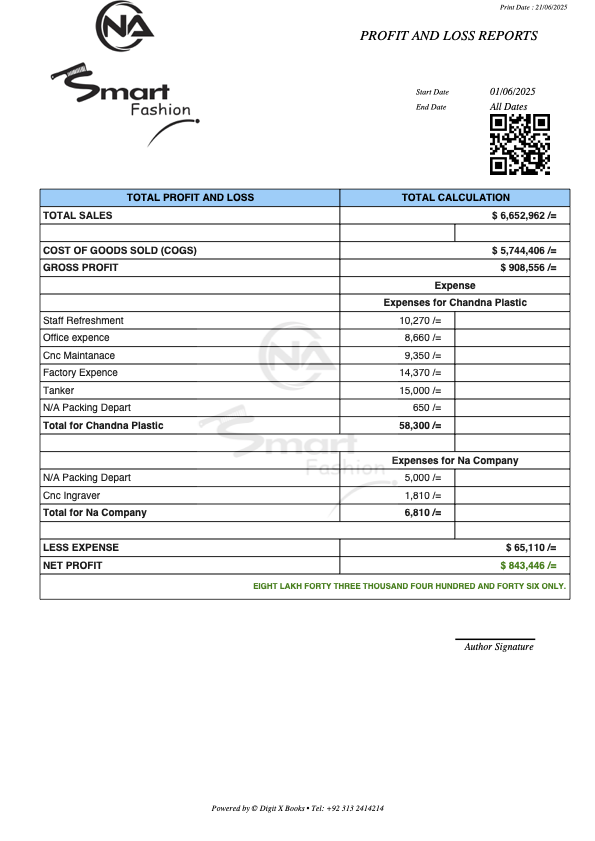 Print Date : 21/06/2025
NA
PROFIT AND LOSS REPORTS
Smart
Fashion
Start Date 01/06/2025
End Date All Dates
TOTAL PROFIT AND LOSS TOTAL CALCULATION
TOTAL SALES $ 6,652,962 /=
COST OF GOODS SOLD (COGS) $ 5,744,406 /=
GROSS PROFIT $ 908,556 /=
Expense
Expenses for Chandna Plastic
Staff Refreshment 10,270 /=
Office expence 8,660 /=
Cnc Maintanace 9,350 /=
Factory Expence 14,370 /=
Tanker 15,000 /=
N/A Packing Depart 650 /=
Total for Chandna Plastic 58,300 /=
NA
Smart
Fashion
Expenses for Na Company
N/A Packing Depart 5,000 /=
Cnc Ingraver 1,810 /=
Total for Na Company 6,810 /=
LESS EXPENSE $ 65,110 /=
NET PROFIT $ 843,446 /=
EIGHT LAKH FORTY THREE THOUSAND FOUR HUNDRED AND FORTY SIX ONLY.
Author Signature
Powered by © Digit X Books • Tel: +92 313 2414214